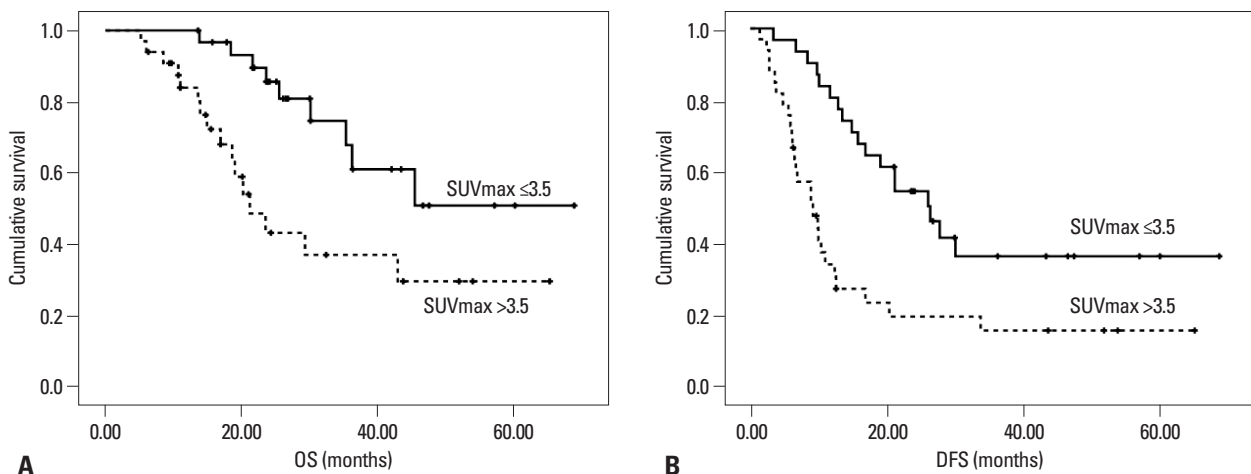 1.0
0.8
0.6
0.4
0.2
0.0
Cumulative survival
SUVmax ≤3.5
SUVmax >3.5
0.00 20.00 40.00 60.00
OS (months)
A
1.0
0.8
0.6
0.4
0.2
0.0
Cumulative survival
SUVmax ≤3.5
SUVmax >3.5
0.00 20.00 40.00 60.00
DFS (months)
B